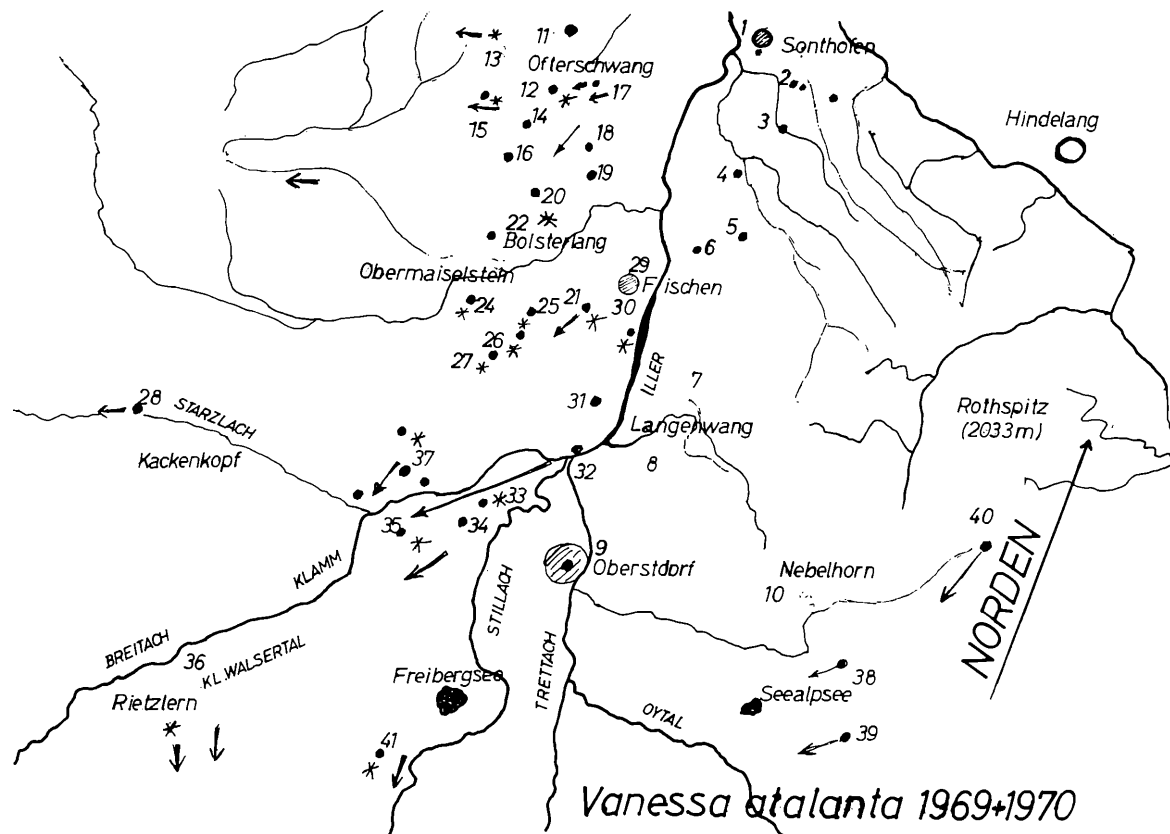 1
Sonthofen
11
13
Ofterschwang
2
12
17
Hindelang
15
14
3
18
16
19
4
20
22
5
Bolsterlang
6
29
Obermaiselstein
Fischen
24
25
21
30
26
27
ILLER
28
7
31
STARZLACH
Langenwang
Rothspitz
(2033m)
Kackenkopf
37
32
8
33
35
34
40
9
KLAMM
Oberstdorf
Nebelhorn
10
NORDEN
STILLACH
BREITACH
36
KL. WALSERTAL
TRETTACH
38
Freibergsee
Seealpsee
Rietzlern
OYTAL
39
41
Vanessa atalanta 1969+1970